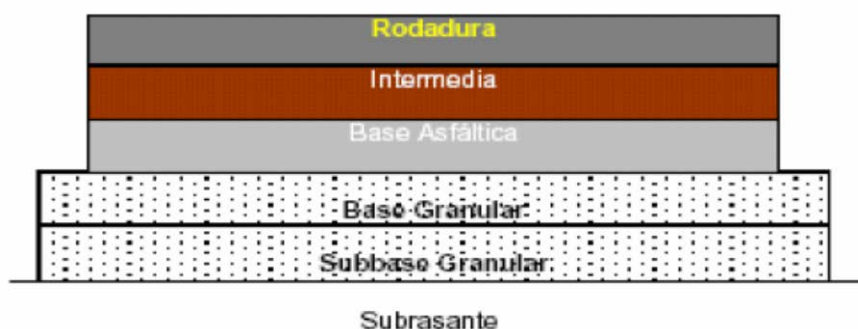 Rodadura
Intermedia
Base Asfáltica
Base Granular
Subbase Granular
Subrasante